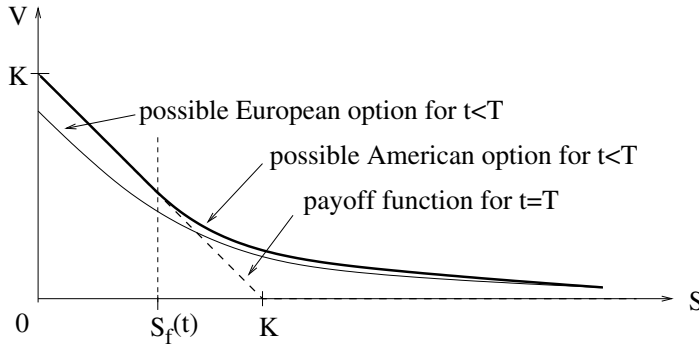 V
K
possible European option for t<T
possible American option for t<T
payoff function for t=T
S
0
S_f(t)
K